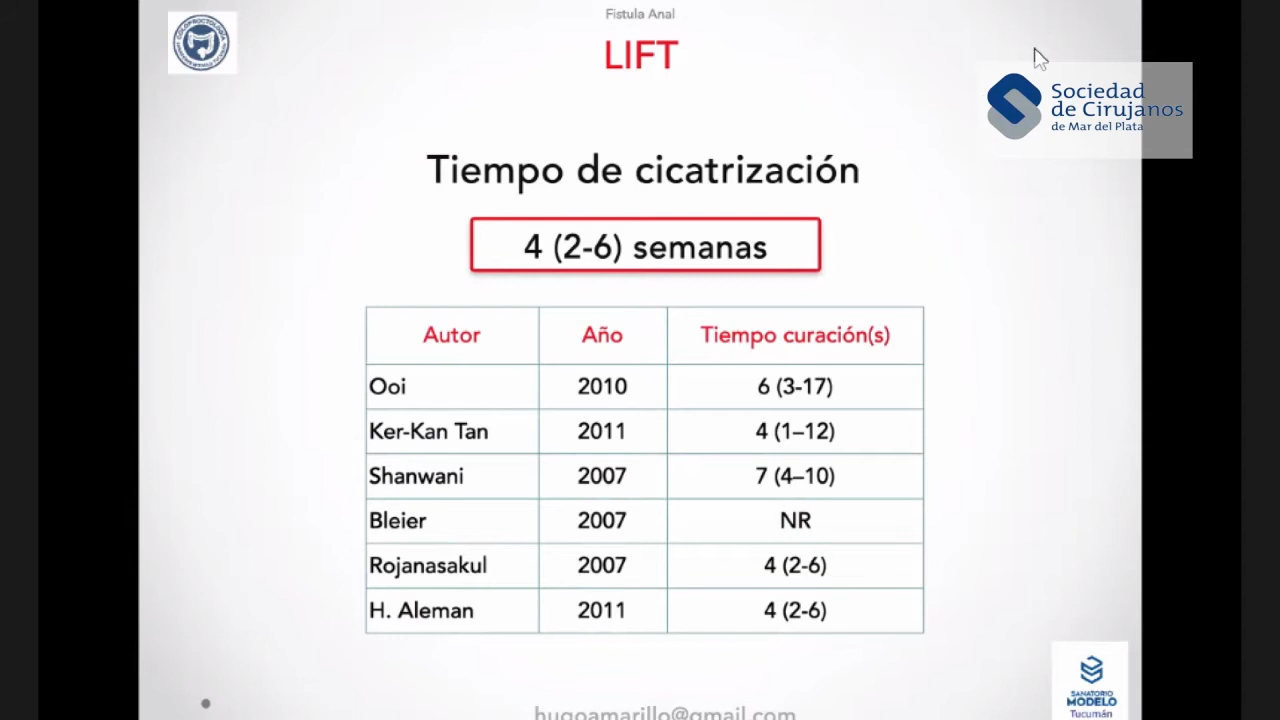 Fistula Anal
LIFT
Sociedad
de Cirujanos
de Mar del Plata
Tiempo de cicatrización
4 (2-6) semanas
Autor Año Tiempo curación(s)
Ooi 2010 6 (3-17)
Ker-Kan Tan 2011 4 (1–12)
Shanwani 2007 7 (4–10)
Bleier 2007 NR
Rojanasakul 2007 4 (2-6)
H. Aleman 2011 4 (2-6)
SANATORIO
MODELO
Tucumán
hugoamarillo@gmail.com